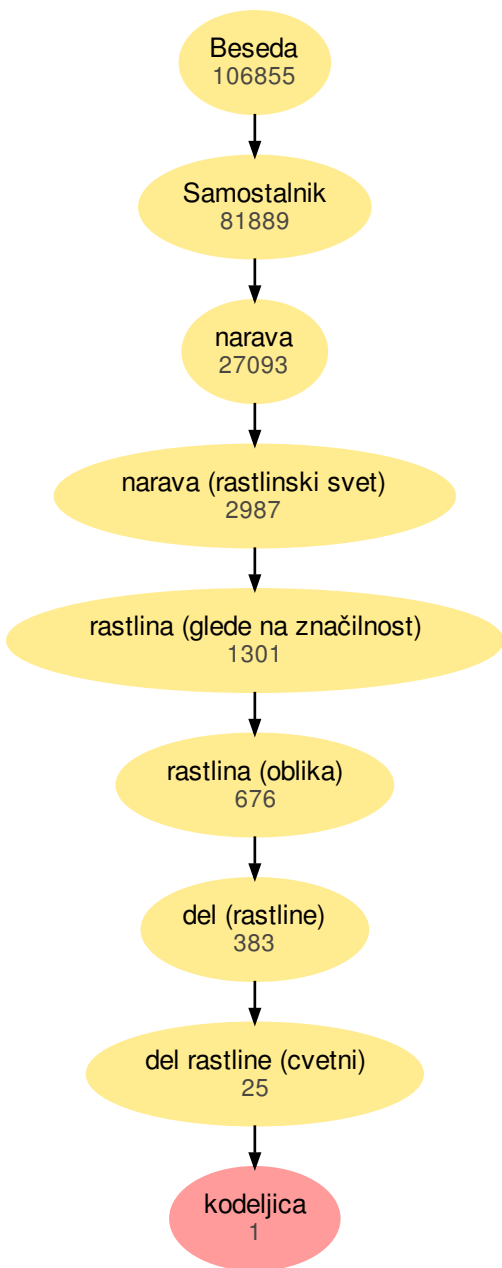 Beseda
106855
Samostalnik
81889
narava
27093
narava (rastlinski svet)
2987
rastlina (glede na značilnost)
1301
rastlina (oblika)
676
del (rastline)
383
del rastline (cvetni)
25
kodeljica
1